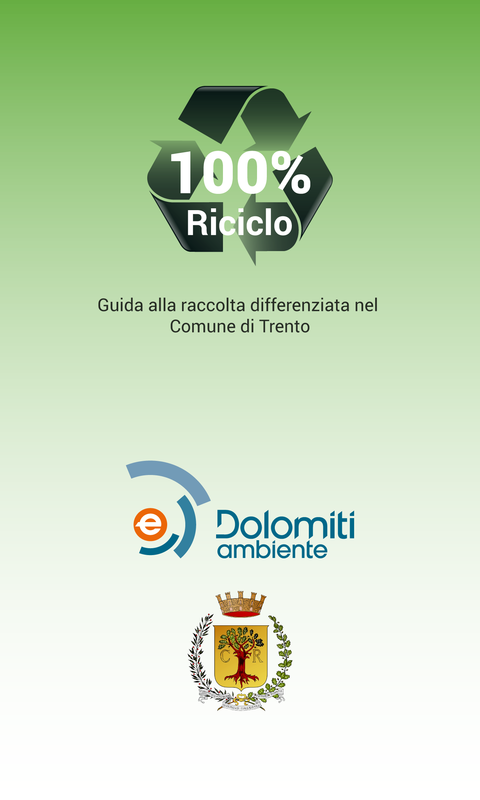 100%
Riciclo
Guida alla raccolta differenziata nel
Comune di Trento
e
Dolomiti
ambiente
C R